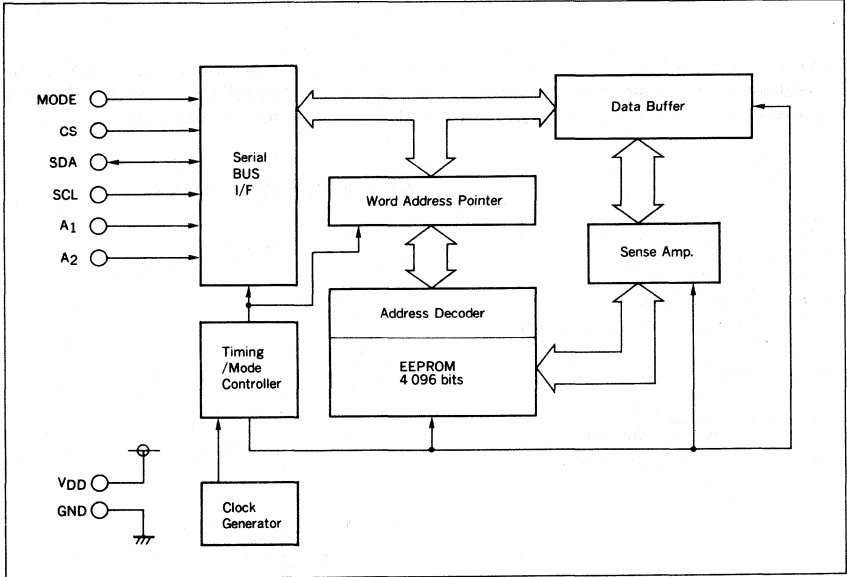 MODE
CS
SDA
SCL
A1
A2
Serial
BUS
I/F
Data Buffer
Word Address Pointer
Sense Amp.
Address Decoder
EEPROM
4 096 bits
Timing
/Mode
Controller
VDD
GND
Clock
Generator